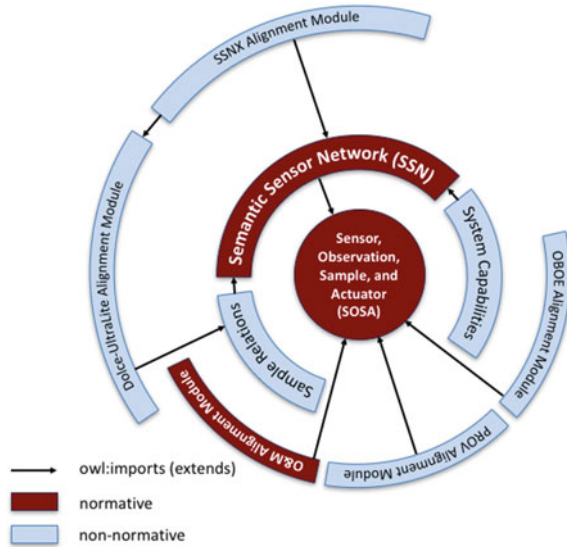 SSNX Alignment Module
Dolce-UltraLite Alignment Module
Semantic Sensor Network (SSN)
System Capabilities
OBOE Alignment Module
Sensor,
Observation,
Sample, and
Actuator
(SOSA)
Sample Relations
O&M Alignment Module
PROV Alignment Module
owl:imports (extends)
normative
non-normative